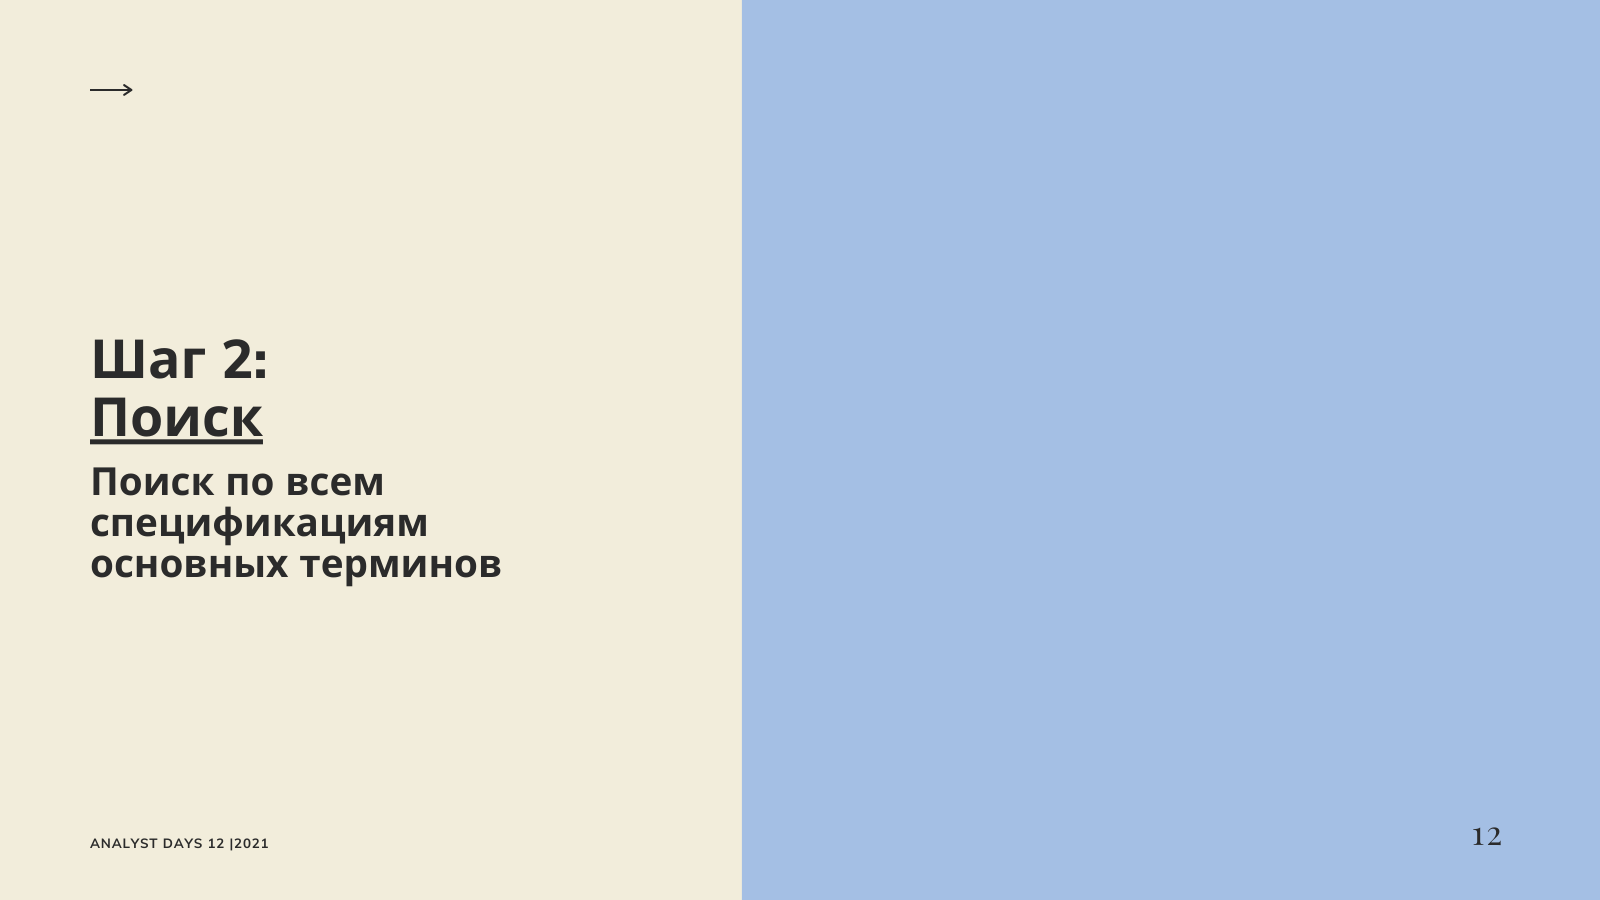 Шаг 2:
Поиск
Поиск по всем
спецификациям
основных терминов
ANALYST DAYS 12 |2021
12